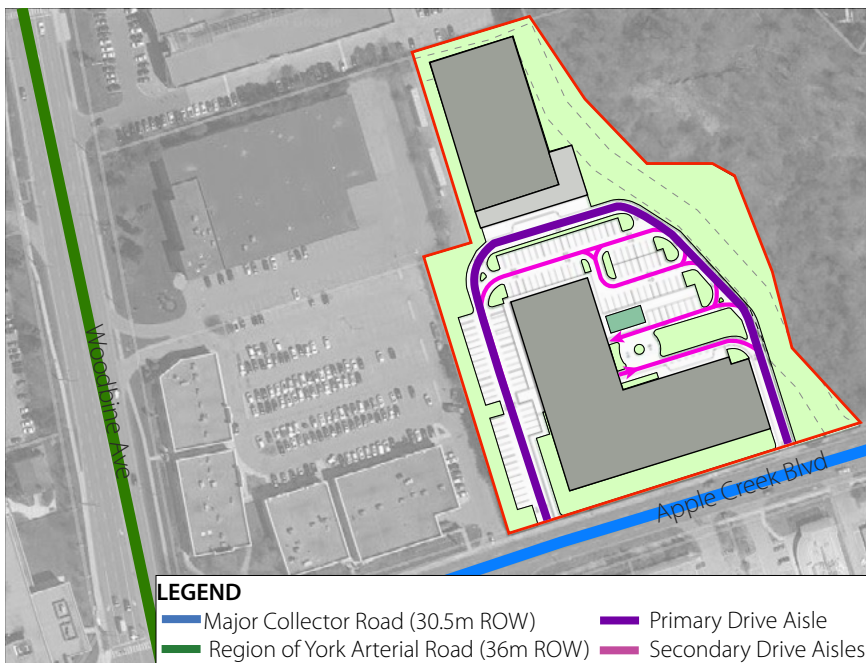 Woodbine Ave
Apple Creek Blvd
LEGEND
Major Collector Road (30.5m ROW)
Region of York Arterial Road (36m ROW)
Primary Drive Aisle
Secondary Drive Aisles